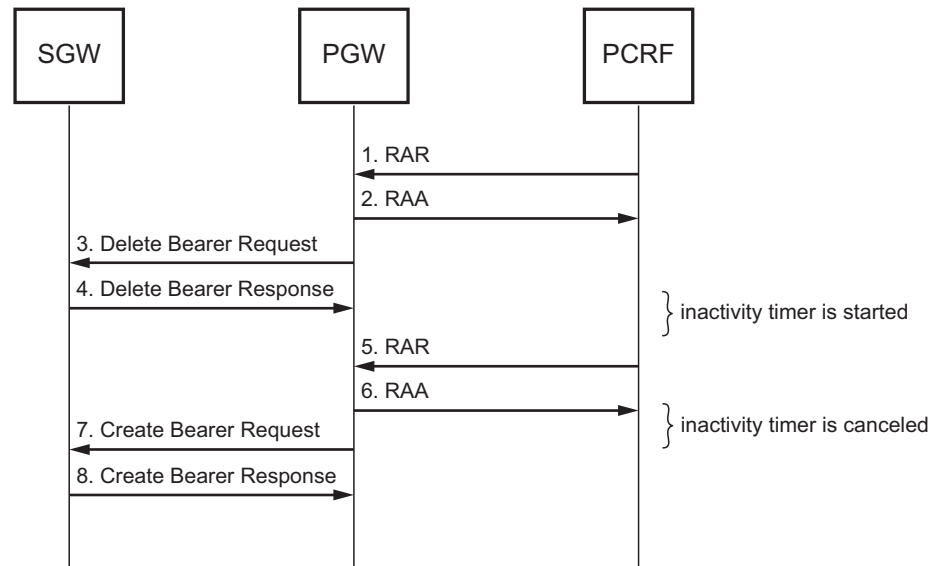 SGW
PGW
PCRF
1. RAR
2. RAA
3. Delete Bearer Request
4. Delete Bearer Response
inactivity timer is started
5. RAR
6. RAA
inactivity timer is canceled
7. Create Bearer Request
8. Create Bearer Response